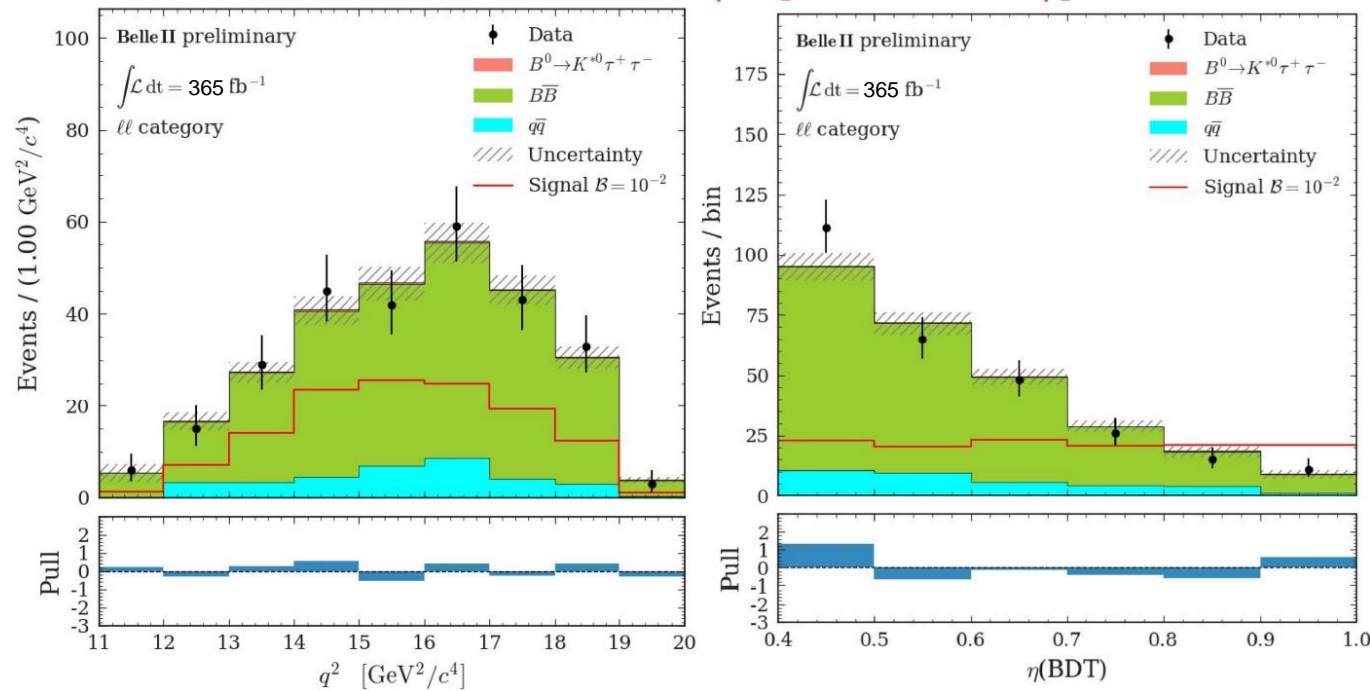 Belle II preliminary
∫ℒ dt = 365 fb⁻¹
ℓℓ category
Data
B⁰→K*⁰τ⁺τ⁻
BB̅
qq̅
Uncertainty
Signal ℬ = 10⁻²
Events / (1.00 GeV²/c⁴)
100
80
60
40
20
0
Pull
2
1
0
-1
-2
-3
11 12 13 14 15 16 17 18 19 20
q² [GeV²/c⁴]
Belle II preliminary
∫ℒ dt = 365 fb⁻¹
ℓℓ category
Data
B⁰→K*⁰τ⁺τ⁻
BB̅
qq̅
Uncertainty
Signal ℬ = 10⁻²
Events / bin
175
150
125
100
75
50
25
0
Pull
2
1
0
-1
-2
-3
0.4 0.5 0.6 0.7 0.8 0.9 1.0
η(BDT)